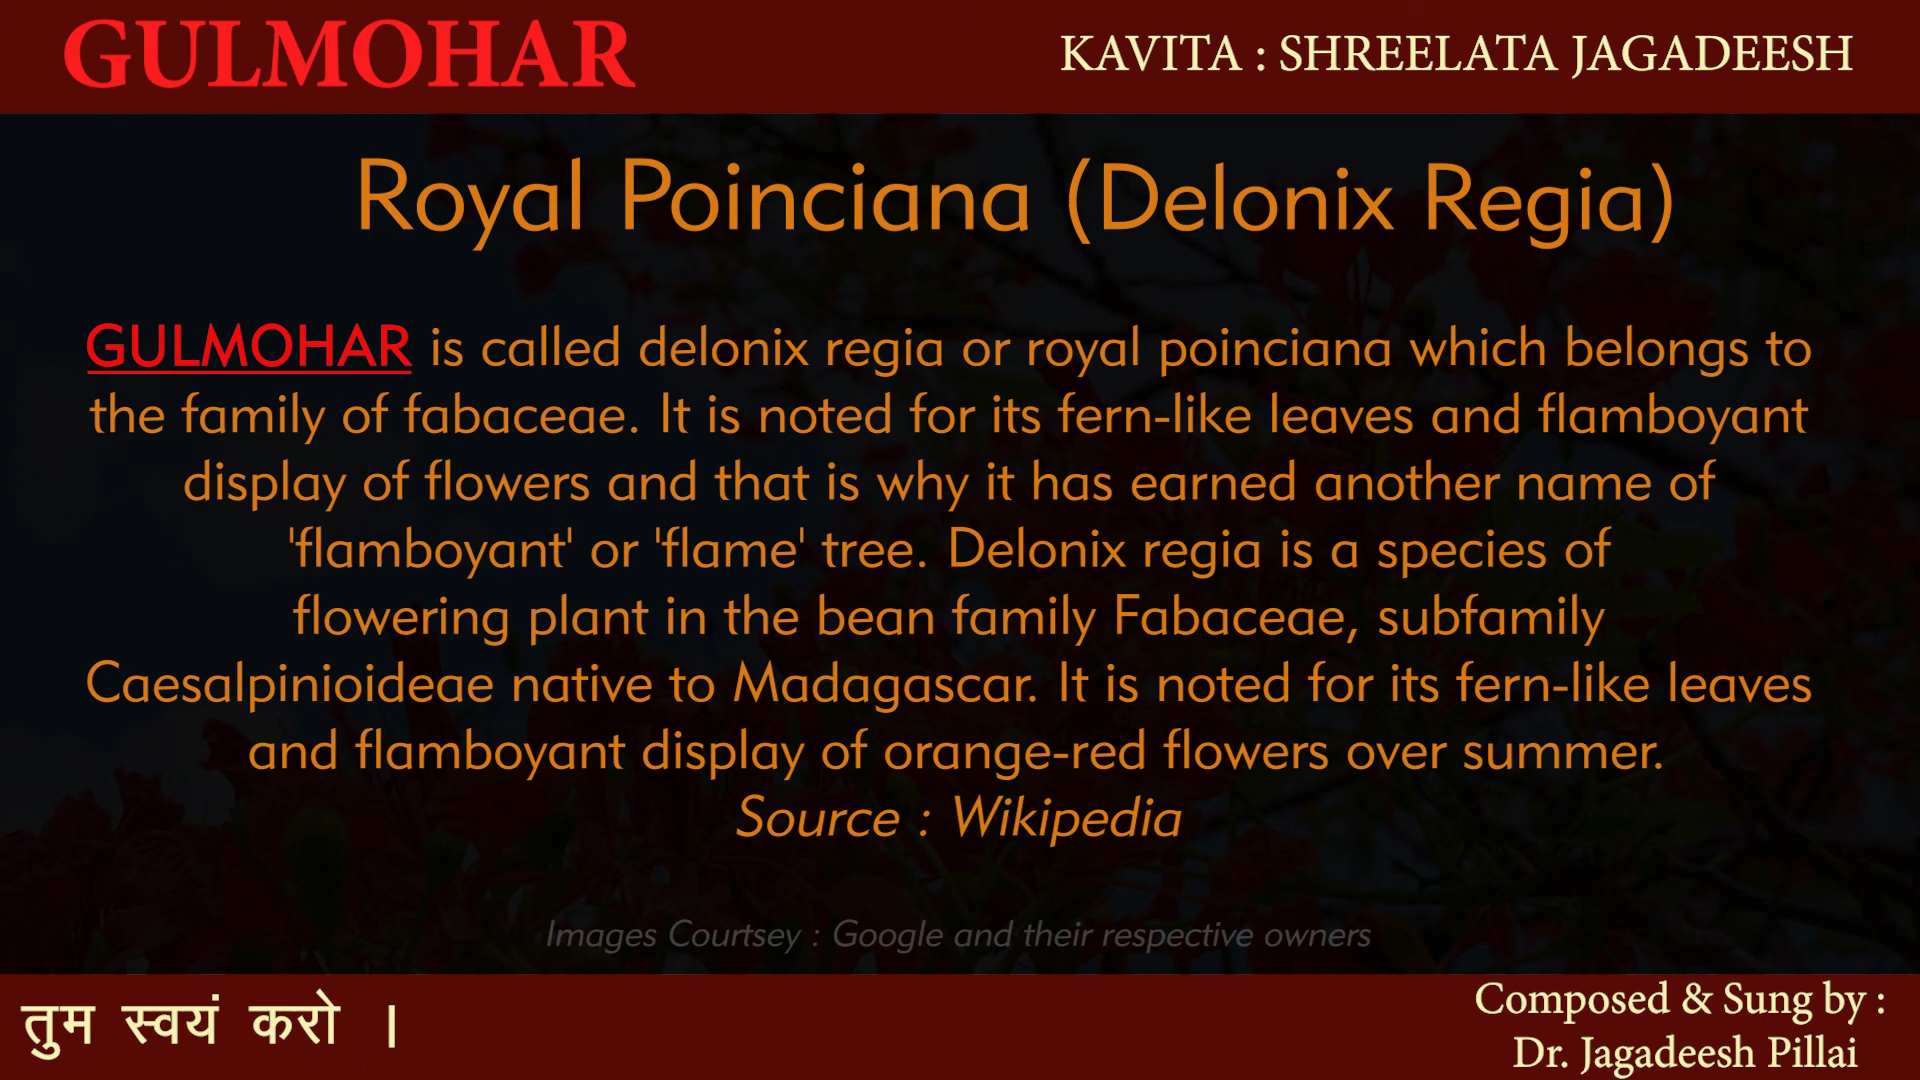 GULMOHAR
KAVITA : SHREELATA JAGADEESH
Royal Poinciana (Delonix Regia)
GULMOHAR is called delonix regia or royal poinciana which belongs to
the family of fabaceae. It is noted for its fern-like leaves and flamboyant
display of flowers and that is why it has earned another name of
'flamboyant' or 'flame' tree. Delonix regia is a species of
flowering plant in the bean family Fabaceae, subfamily
Caesalpinioideae native to Madagascar. It is noted for its fern-like leaves
and flamboyant display of orange-red flowers over summer.
Source : Wikipedia
Images Courtsey : Google and their respective owners
तुम स्वयं करो ।
Composed & Sung by :
Dr. Jagadeesh Pillai